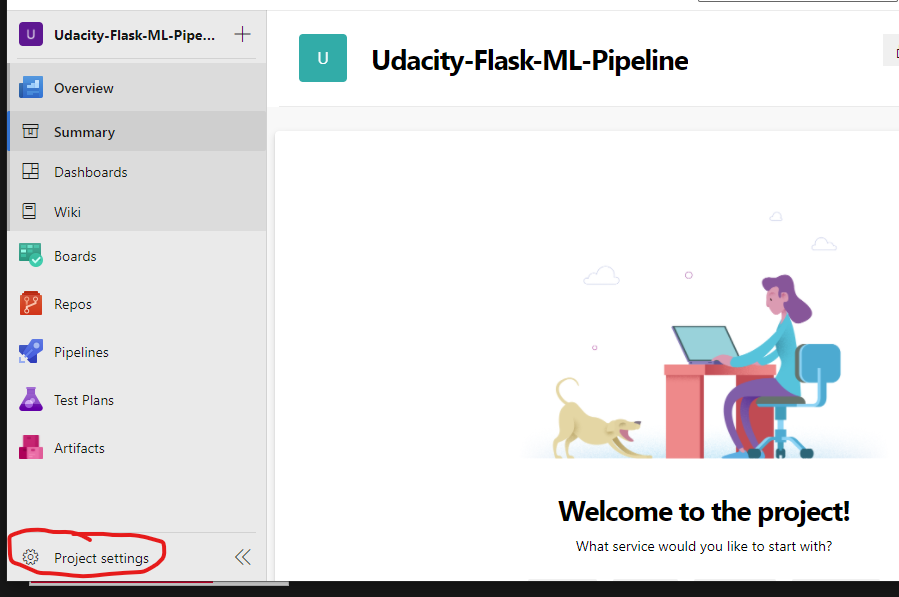 U Udacity-Flask-ML-Pipe... +
Overview
Summary
Dashboards
Wiki
Boards
Repos
Pipelines
Test Plans
Artifacts
Project settings
U Udacity-Flask-ML-Pipeline
Welcome to the project!
What service would you like to start with?